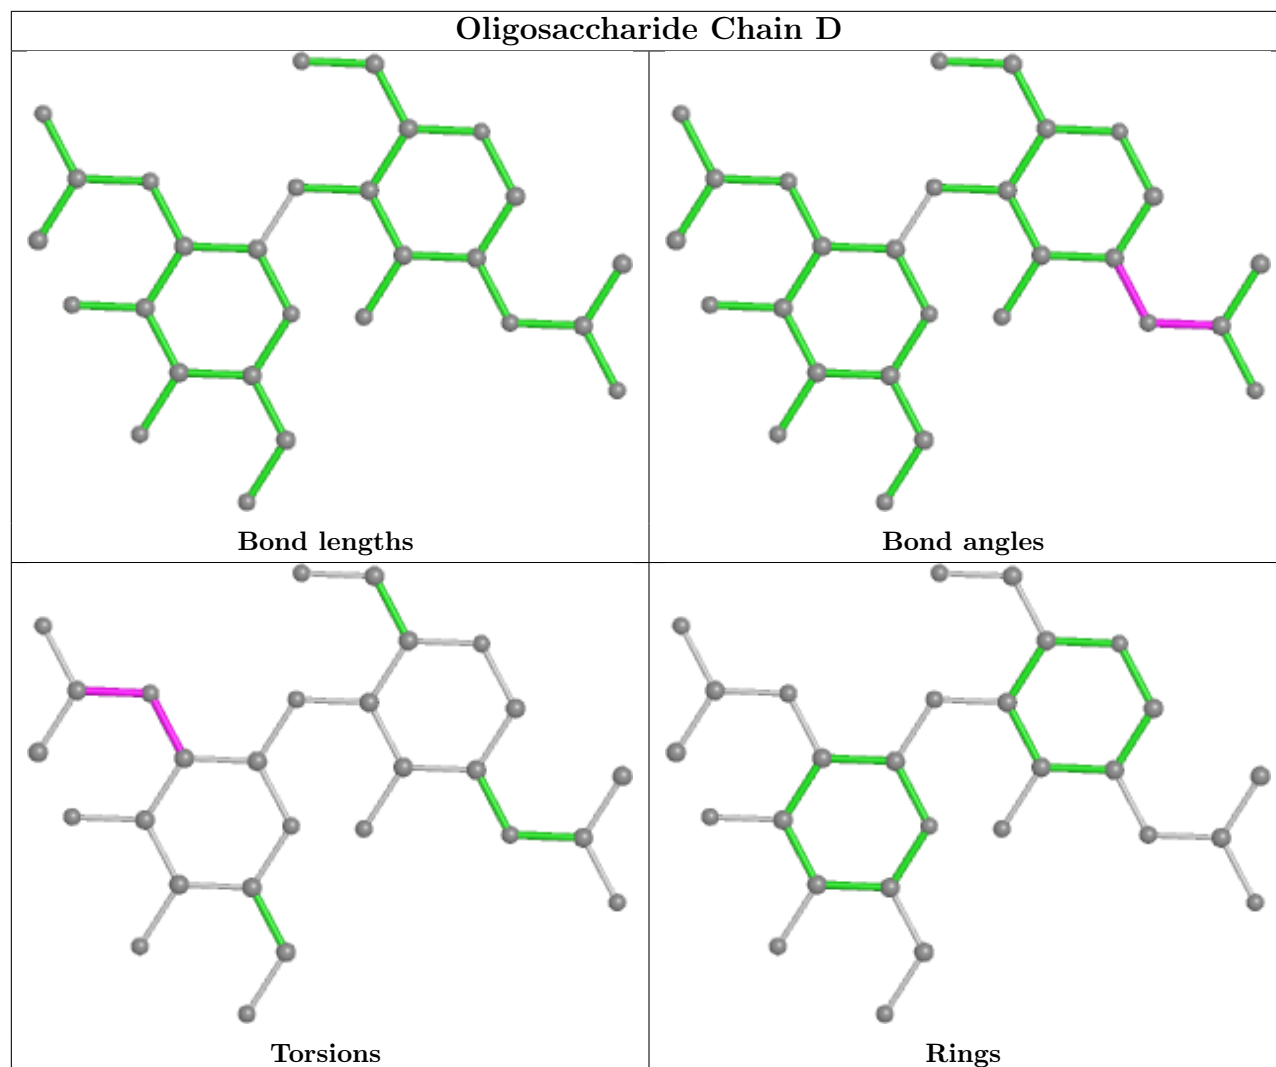 Oligosaccharide Chain D
Bond lengths
Bond angles
Torsions
Rings